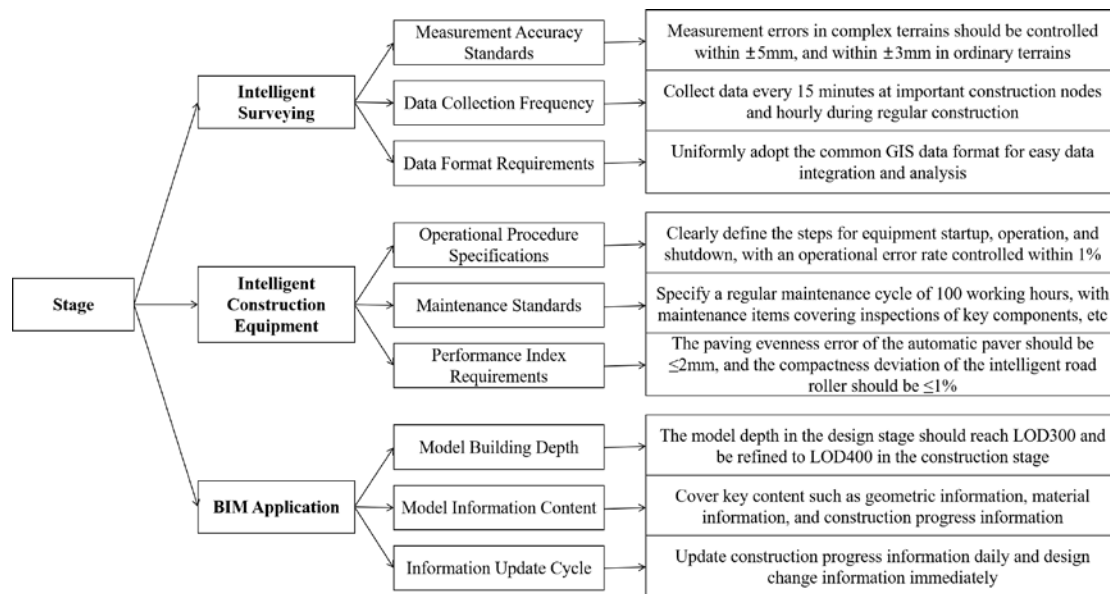 Stage
Intelligent
Surveying
Measurement Accuracy
Standards
Measurement errors in complex terrains should be controlled
within ±5mm, and within ±3mm in ordinary terrains
Data Collection Frequency
Collect data every 15 minutes at important construction nodes
and hourly during regular construction
Data Format Requirements
Uniformly adopt the common GIS data format for easy data
integration and analysis
Intelligent
Construction
Equipment
Operational Procedure
Specifications
Clearly define the steps for equipment startup, operation, and
shutdown, with an operational error rate controlled within 1%
Maintenance Standards
Specify a regular maintenance cycle of 100 working hours, with
maintenance items covering inspections of key components, etc
Performance Index
Requirements
The paving evenness error of the automatic paver should be
≤2mm, and the compactness deviation of the intelligent road
roller should be ≤1%
BIM Application
Model Building Depth
The model depth in the design stage should reach LOD300 and
be refined to LOD400 in the construction stage
Model Information Content
Cover key content such as geometric information, material
information, and construction progress information
Information Update Cycle
Update construction progress information daily and design
change information immediately